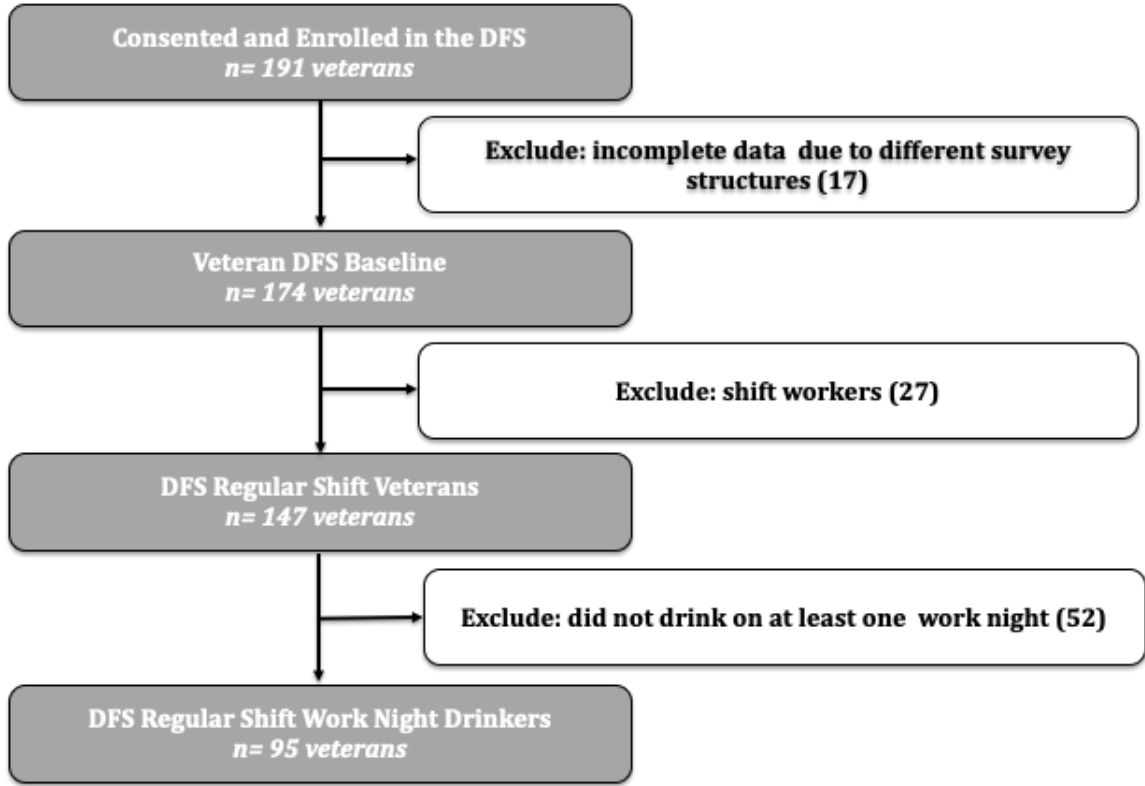 Consented and Enrolled in the DFS
n= 191 veterans
Exclude: incomplete data due to different survey
structures (17)
Veteran DFS Baseline
n= 174 veterans
Exclude: shift workers (27)
DFS Regular Shift Veterans
n= 147 veterans
Exclude: did not drink on at least one work night (52)
DFS Regular Shift Work Night Drinkers
n= 95 veterans